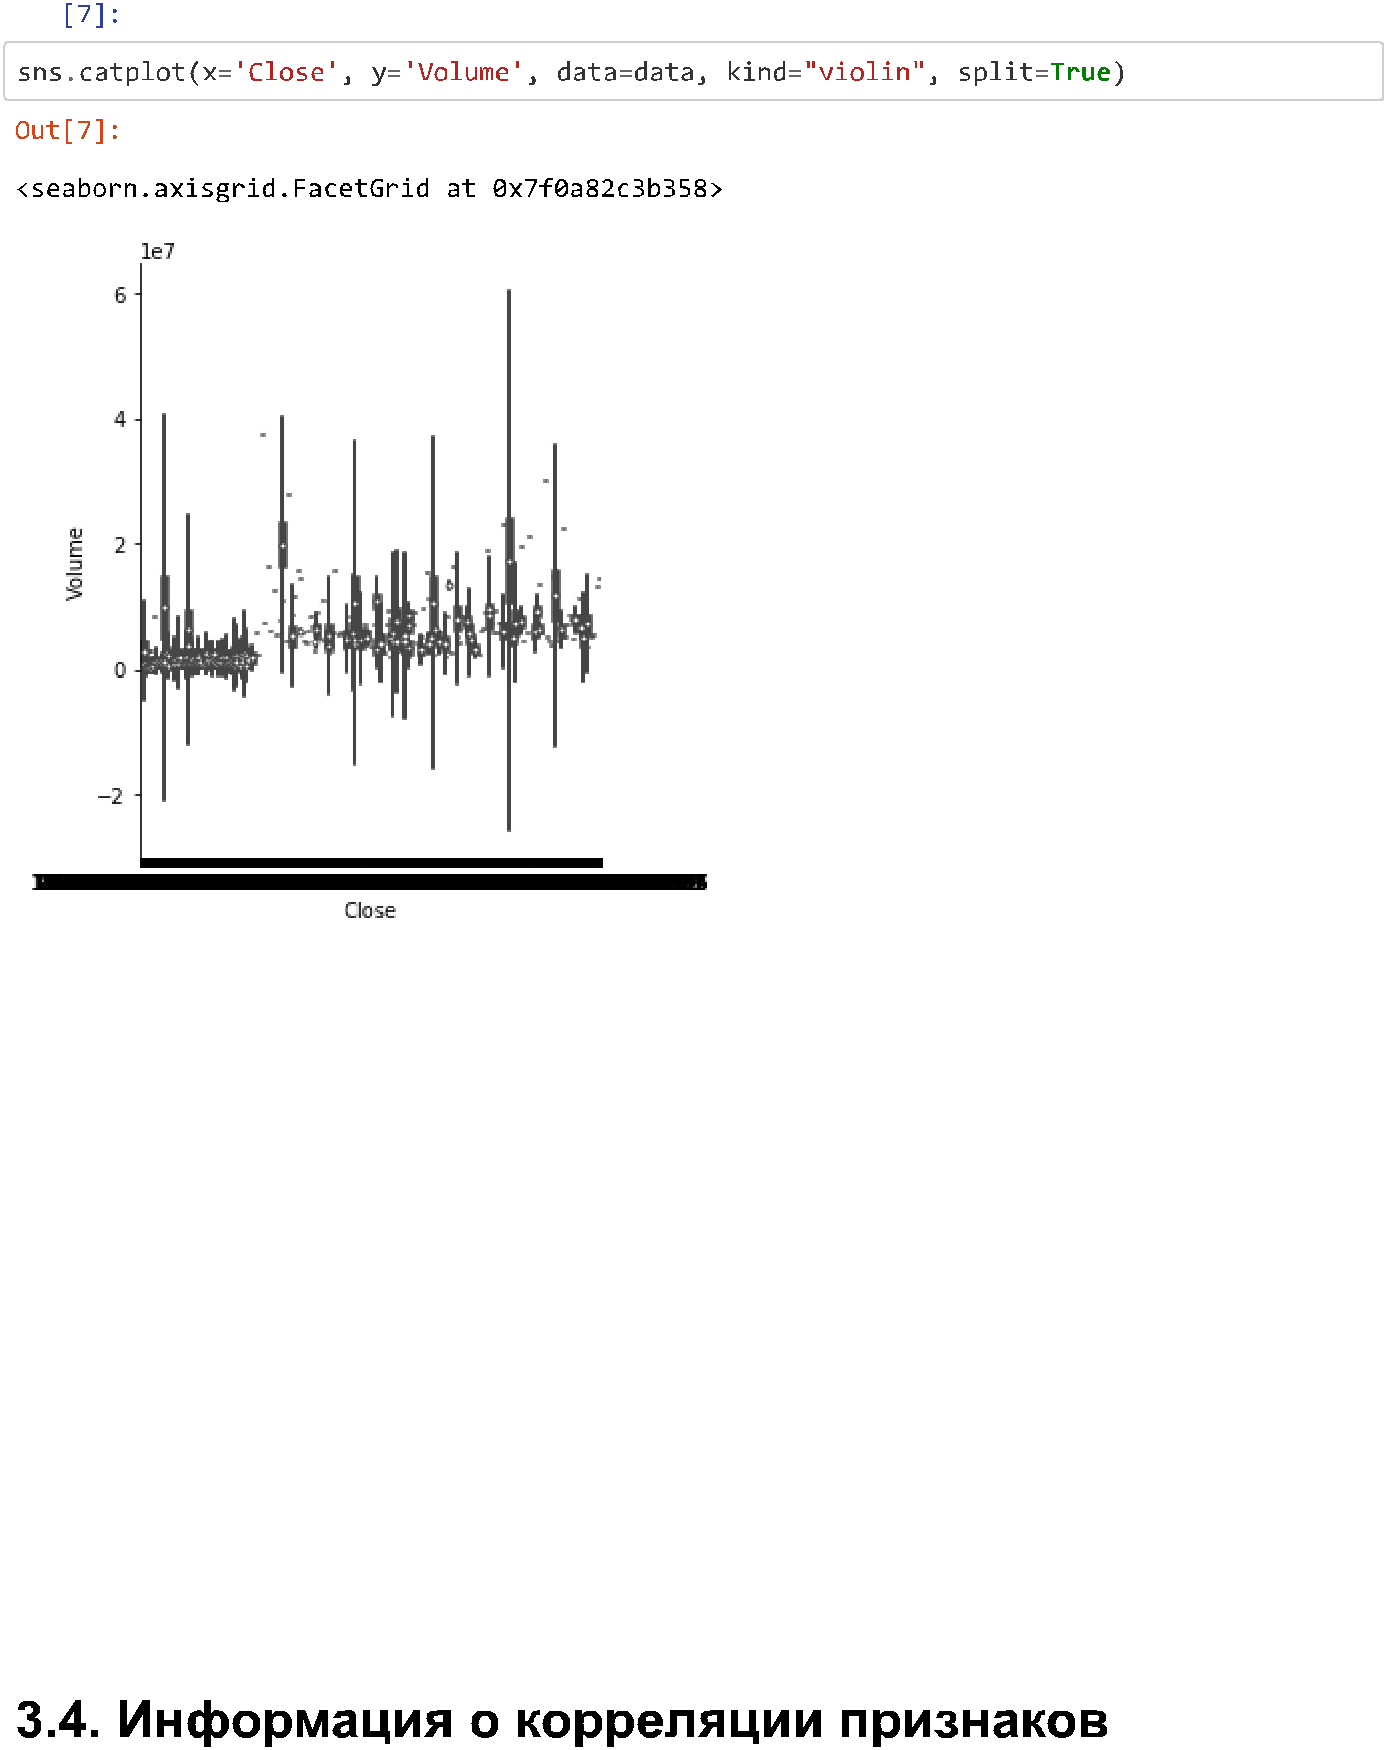 [7]:
sns.catplot(x='Close', y='Volume', data=data, kind="violin", split=True)
Out[7]:
<seaborn.axisgrid.FacetGrid at 0x7f0a82c3b358>
1e7
6
4
2
0
−2
Volume
Close
3.4. Информация о корреляции признаков